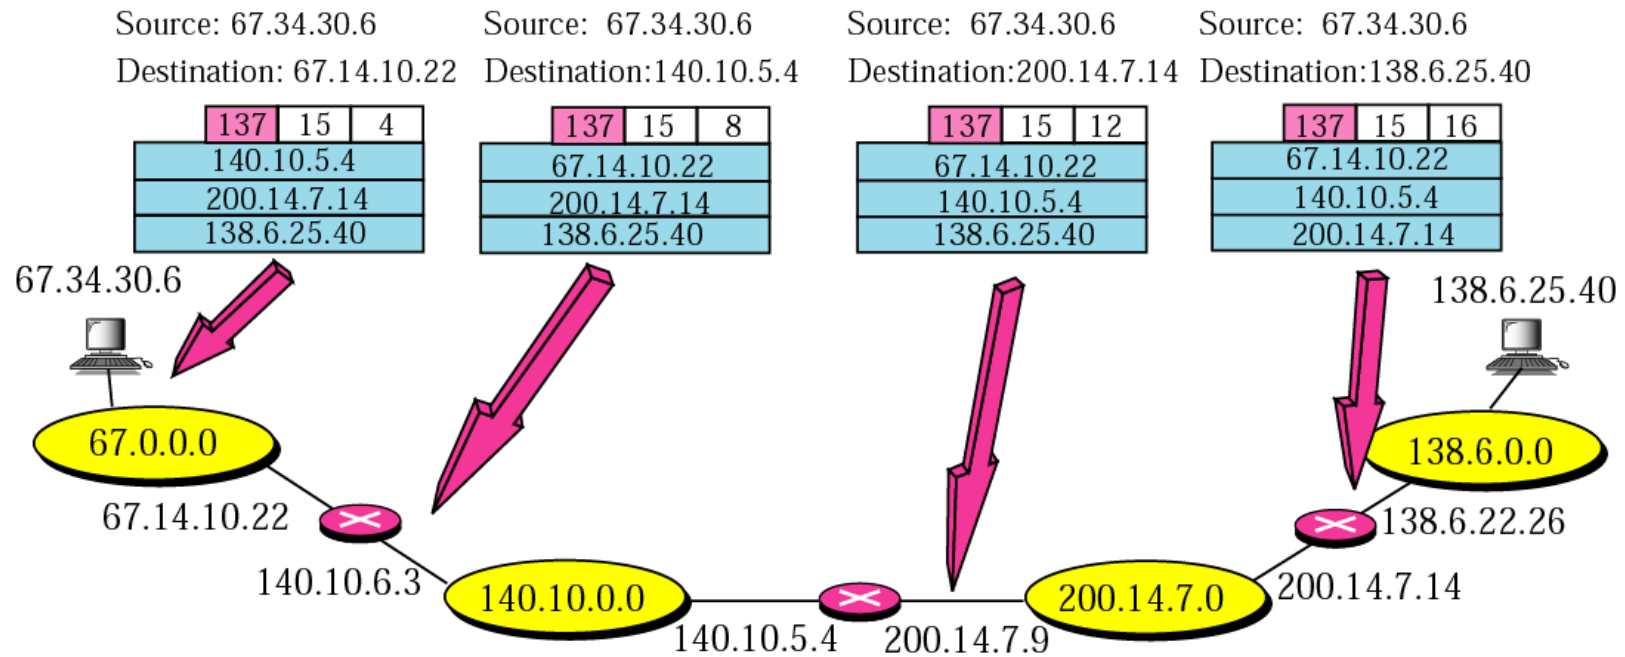 Source: 67.34.30.6
Destination: 67.14.10.22
137 15 4
140.10.5.4
200.14.7.14
138.6.25.40
Source: 67.34.30.6
Destination:140.10.5.4
137 15 8
67.14.10.22
200.14.7.14
138.6.25.40
Source: 67.34.30.6
Destination:200.14.7.14
137 15 12
67.14.10.22
140.10.5.4
138.6.25.40
Source: 67.34.30.6
Destination:138.6.25.40
137 15 16
67.14.10.22
140.10.5.4
200.14.7.14
67.34.30.6
138.6.25.40
67.0.0.0
138.6.0.0
67.14.10.22
138.6.22.26
140.10.6.3
140.10.0.0
200.14.7.0
200.14.7.14
140.10.5.4
200.14.7.9